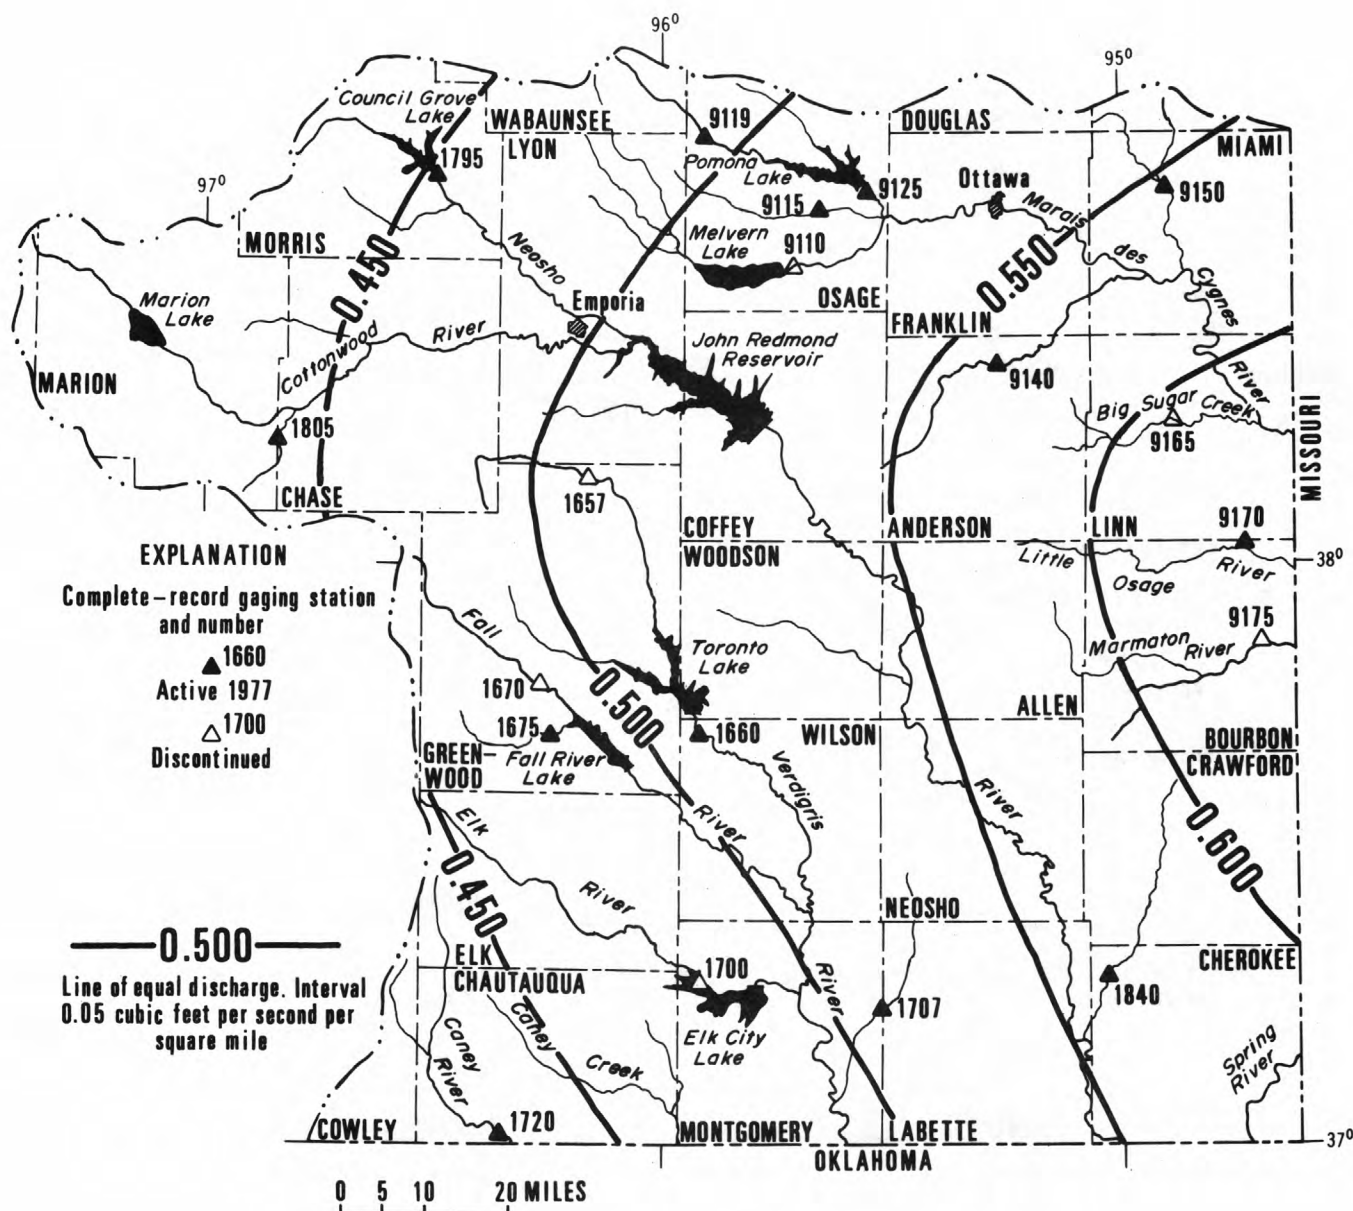 96⁰
95⁰
Council Grove
Lake
1795
WABAUNSEE
LYON
9119
DOUGLAS
MIAMI
Pomona
Lake
9125
Ottawa
9150
97⁰
9115
Marais
des
Cygnes
River
MORRIS
0.450
Neosho
Melvern
Lake
9110
OSAGE
0.550
Marion
Lake
Emporia
FRANKLIN
Cottonwood
River
John Redmond
Reservoir
MARION
9140
Big Sugar Creek
9165
MISSOURI
1805
CHASE
1657
COFFEY
WOODSON
ANDERSON
LINN
9170
38⁰
Little
Osage
River
EXPLANATION
Complete–record gaging station
and number
1660
Active 1977
1700
Discontinued
Fall
Toronto
Lake
9175
Marmaton
River
1670
0.500
1675
Fall River
Lake
1660
WILSON
ALLEN
GREEN-
WOOD
BOURBON
CRAWFORD
Verdigris
River
River
0.600
Elk
River
0.450
NEOSHO
0.500
Line of equal discharge. Interval
0.05 cubic feet per second per
square mile
ELK
CHAUTAUQUA
1700
River
1707
CHEROKEE
1840
Caney
River
Caney
Creek
Elk City
Lake
Spring
River
COWLEY
1720
MONTGOMERY
LABETTE
37⁰
OKLAHOMA
0 5 10 20 MILES